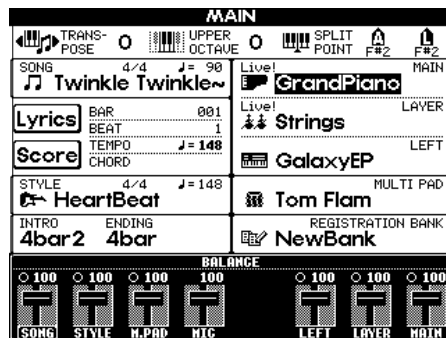 MAIN
TRANS-
POSE 0
UPPER
OCTAVE 0
SPLIT
POINT
A
F#2
L
F#2
SONG 4/4 ♩= 90
Twinkle Twinkle~
Live! MAIN
GrandPiano
Lyrics
BAR 001
BEAT 1
Live! LAYER
Strings
Score
TEMPO ♩=148
CHORD
LEFT
GalaxyEP
STYLE 4/4 ♩=148
HeartBeat
MULTI PAD
Tom Flam
INTRO ENDING
4bar2 4bar
REGISTRATION BANK
NewBank
BALANCE
100 100 100 100 100 100 100
SONG STYLE M.PAD MIC LEFT LAYER MAIN